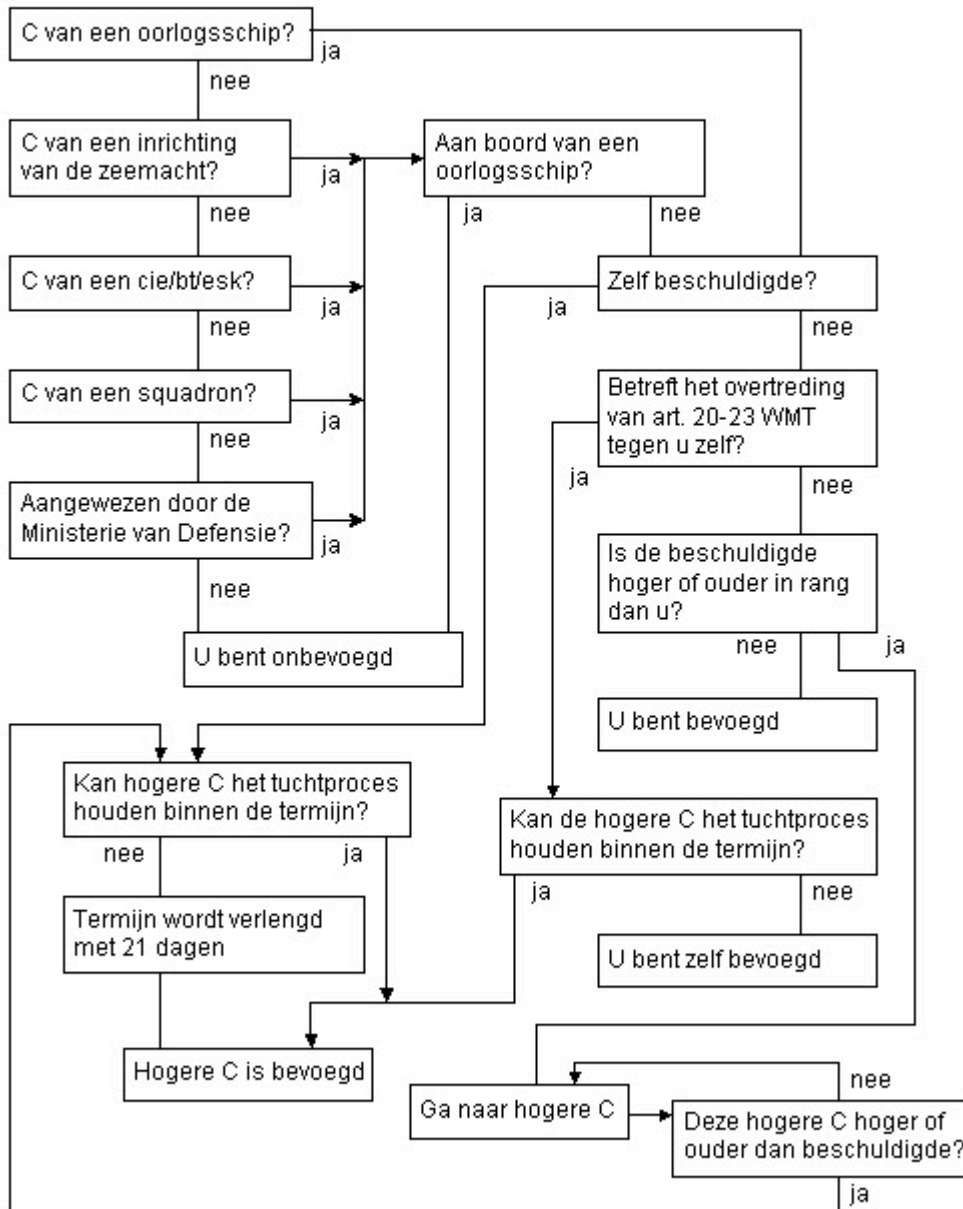 C van een oorlogsschip?
ja
nee
C van een inrichting
van de zeemacht?
ja
Aan boord van een
oorlogsschip?
nee
ja
nee
C van een cie/bt/esk?
ja
Zelf beschuldigde?
ja
nee
nee
C van een squadron?
ja
Betreft het overtreding
van art. 20-23 WMT
tegen u zelf?
nee
ja
nee
Aangewezen door de
Ministerie van Defensie?
ja
Is de beschuldigde
hoger of ouder in rang
dan u?
nee
nee
ja
U bent onbevoegd
U bent bevoegd
Kan hogere C het tuchtproces
houden binnen de termijn?
nee
ja
Kan de hogere C het tuchtproces
houden binnen de termijn?
ja
nee
Termijn wordt verlengd
met 21 dagen
U bent zelf bevoegd
Hogere C is bevoegd
nee
Ga naar hogere C
Deze hogere C hoger of
ouder dan beschuldigde?
ja